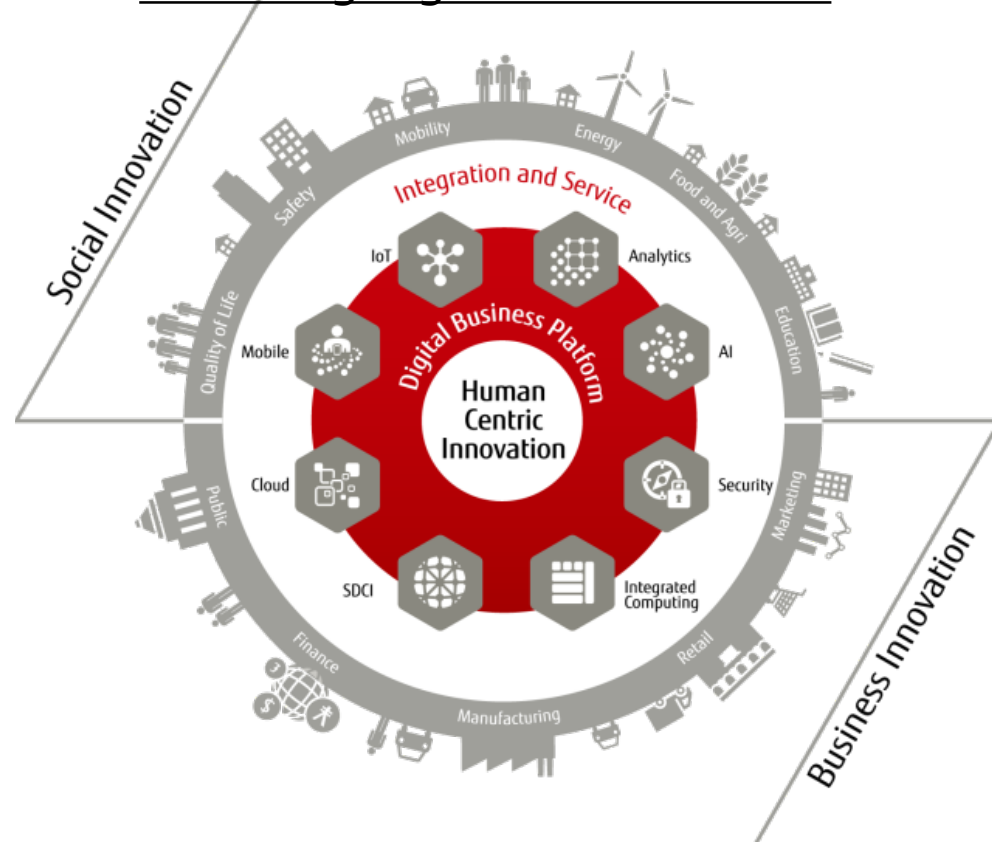 Social Innovation
Mobility
Energy
Safety
Food and Agri
Quality of Life
Education
Integration and Service
IoT
Analytics
Mobile
AI
Digital Business Platform
Human
Centric
Innovation
Cloud
Security
SDCI
Integrated
Computing
Public
Marketing
Finance
Retail
Manufacturing
$
Business Innovation